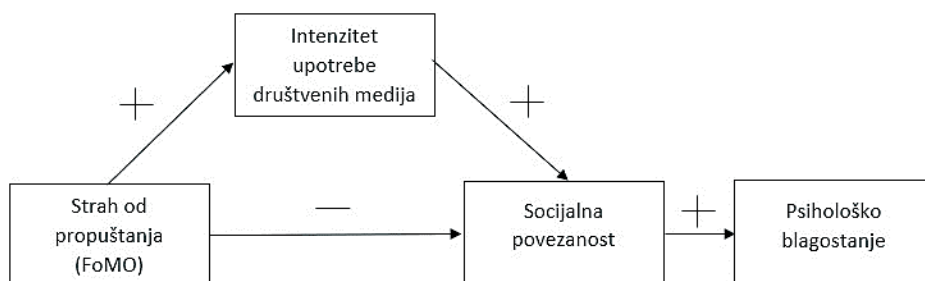 Intenzitet
upotrebe
društvenih medija
+
+
Strah od
propuštanja
(FoMO)
—
Socijalna
povezanost
+
Psihološko
blagostanje